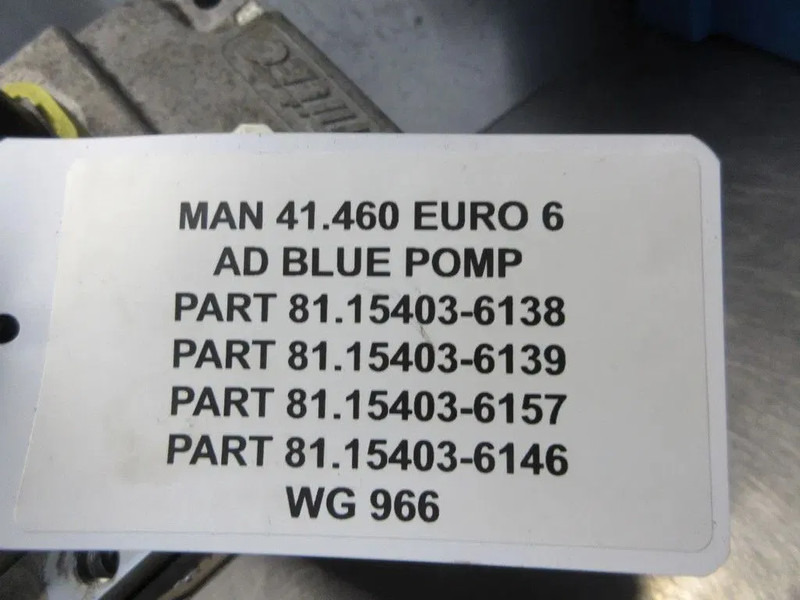 MAN 41.460 EURO 6
AD BLUE POMP
PART 81.15403-6138
PART 81.15403-6139
PART 81.15403-6157
PART 81.15403-6146
WG 966